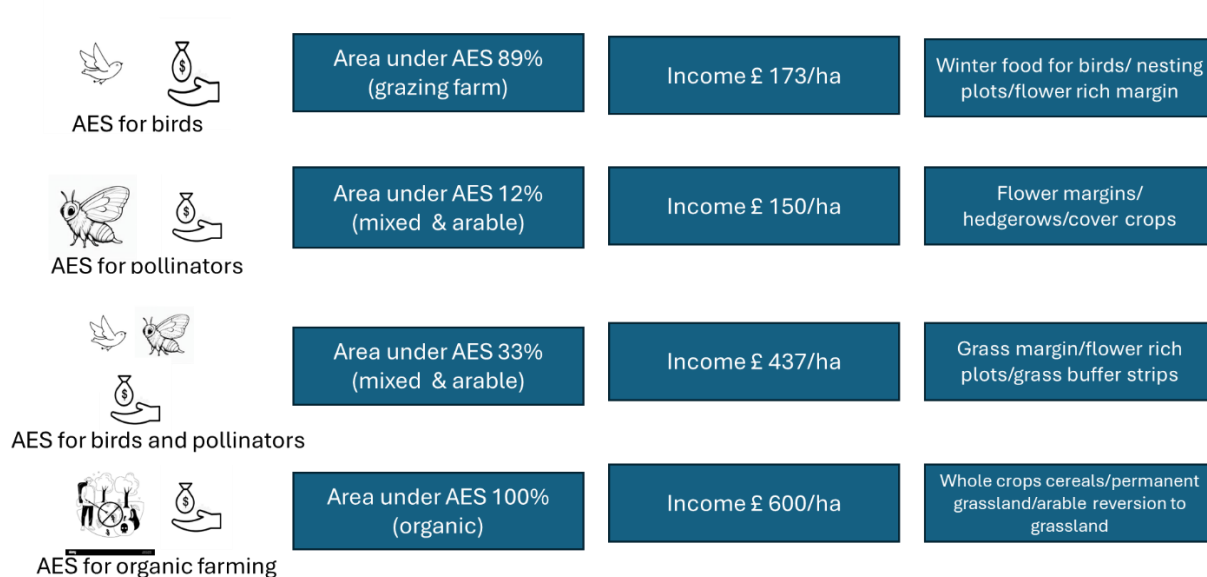 Area under AES 89%
(grazing farm)
Income £ 173/ha
Winter food for birds/ nesting
plots/flower rich margin
AES for birds
Area under AES 12%
(mixed & arable)
Income £ 150/ha
Flower margins/
hedgerows/cover crops
AES for pollinators
Area under AES 33%
(mixed & arable)
Income £ 437/ha
Grass margin/flower rich
plots/grass buffer strips
AES for birds and pollinators
Area under AES 100%
(organic)
Income £ 600/ha
Whole crops cereals/permanent
grassland/arable reversion to
grassland
AES for organic farming